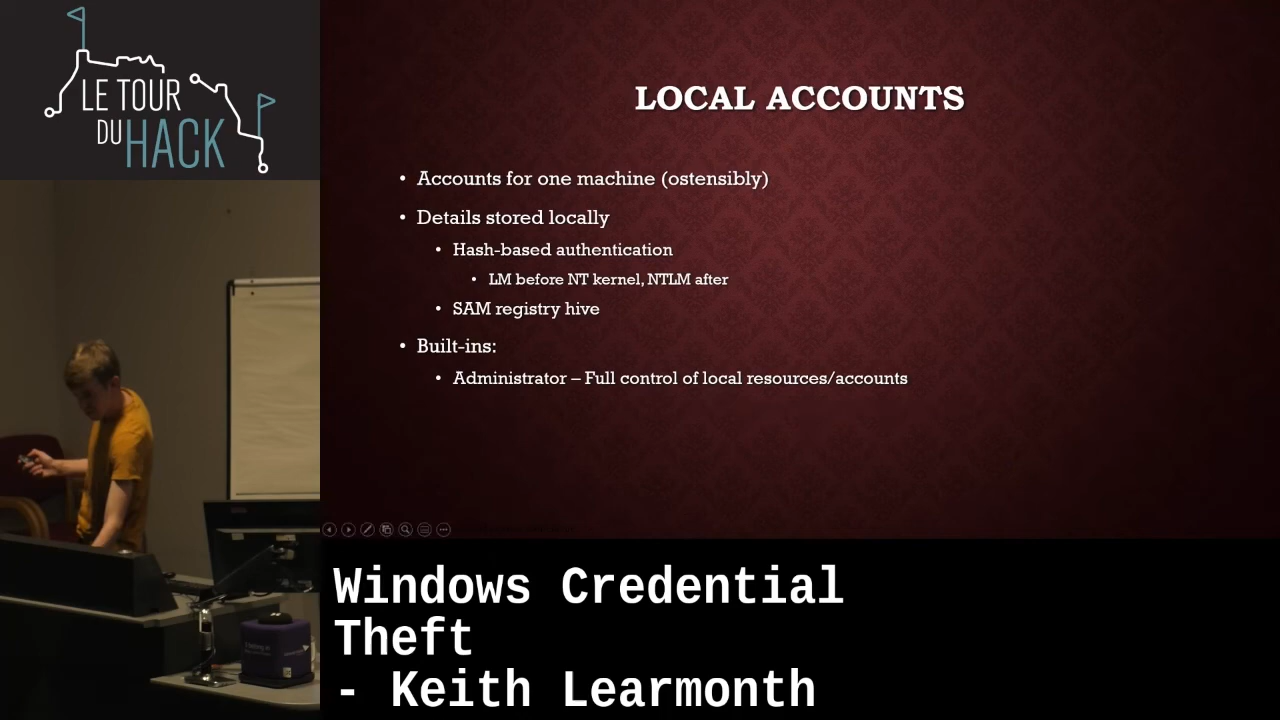 LE TOUR
DU HACK
LOCAL ACCOUNTS
• Accounts for one machine (ostensibly)
• Details stored locally
• Hash-based authentication
• LM before NT kernel, NTLM after
• SAM registry hive
• Built-ins:
• Administrator – Full control of local resources/accounts
Windows Credential
Theft
- Keith Learmonth